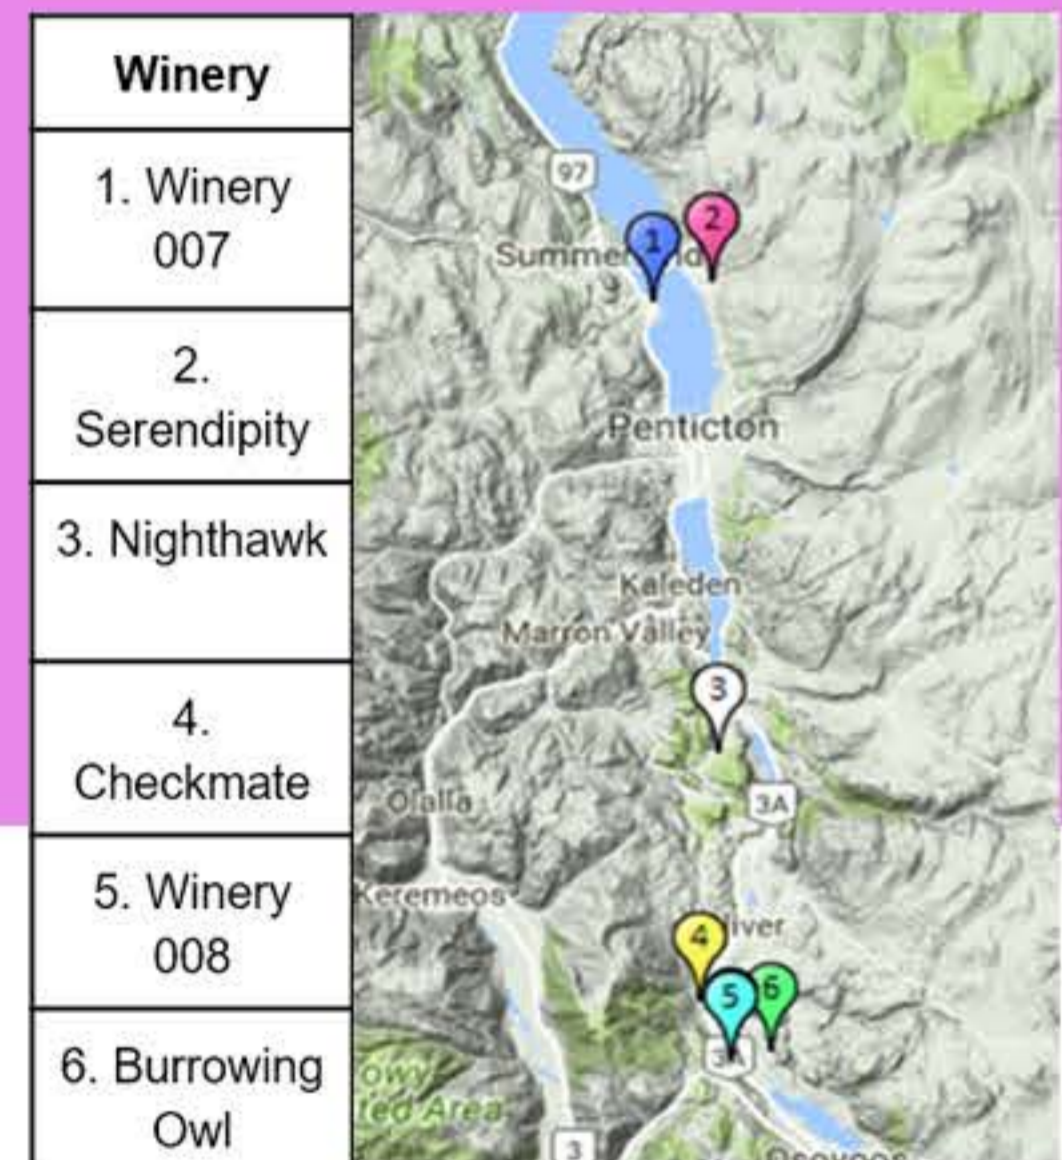 Winery
1. Winery
007
2.
Serendipity
3. Nighthawk
4.
Checkmate
5. Winery
008
6. Burrowing
Owl
97
2
1
Penticton
Kaleden
Marron Valley
3
3A
Olalla
Keremeos
4
5
6
3